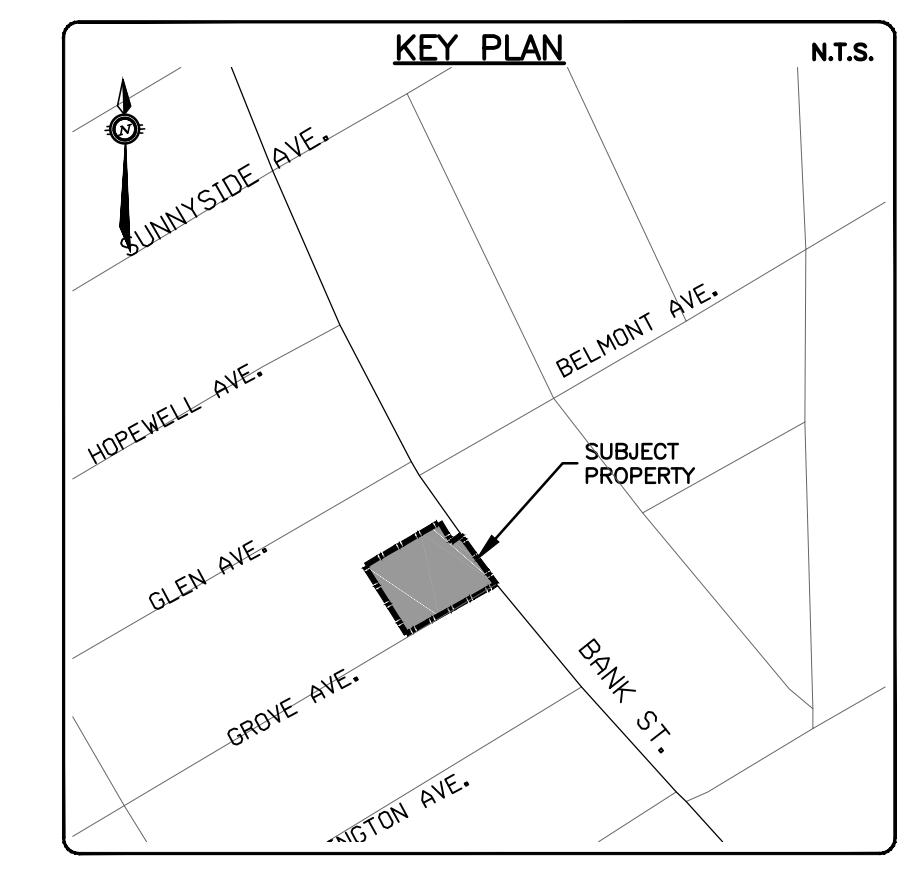 KEY PLAN
N.T.S.
N
SUNNYSIDE AVE.
BELMONT AVE.
HOPEWELL AVE.
SUBJECT
PROPERTY
GLEN AVE.
BANK ST.
GROVE AVE.
NGTON AVE.